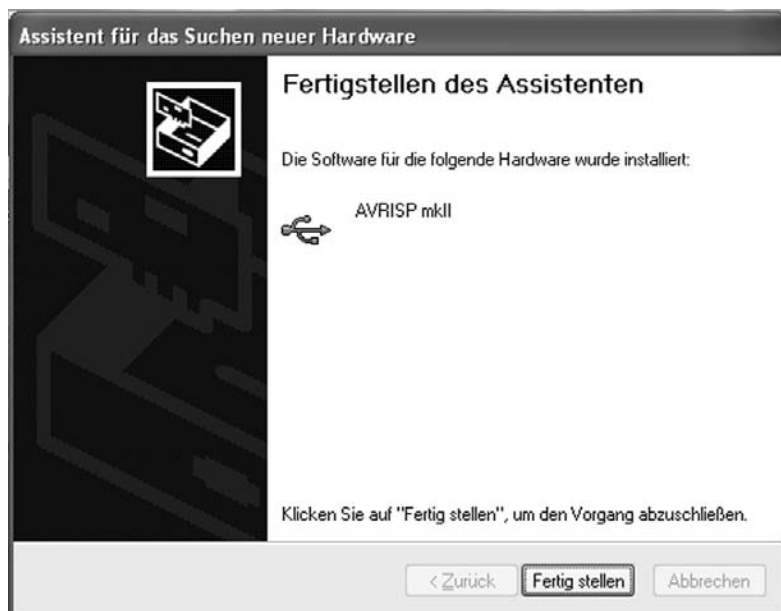 Assistent für das Suchen neuer Hardware
Fertigstellen des Assistenten
Die Software für die folgende Hardware wurde installiert:
AVRISP mkII
Klicken Sie auf "Fertig stellen", um den Vorgang abzuschließen.
< Zurück Fertig stellen Abbrechen